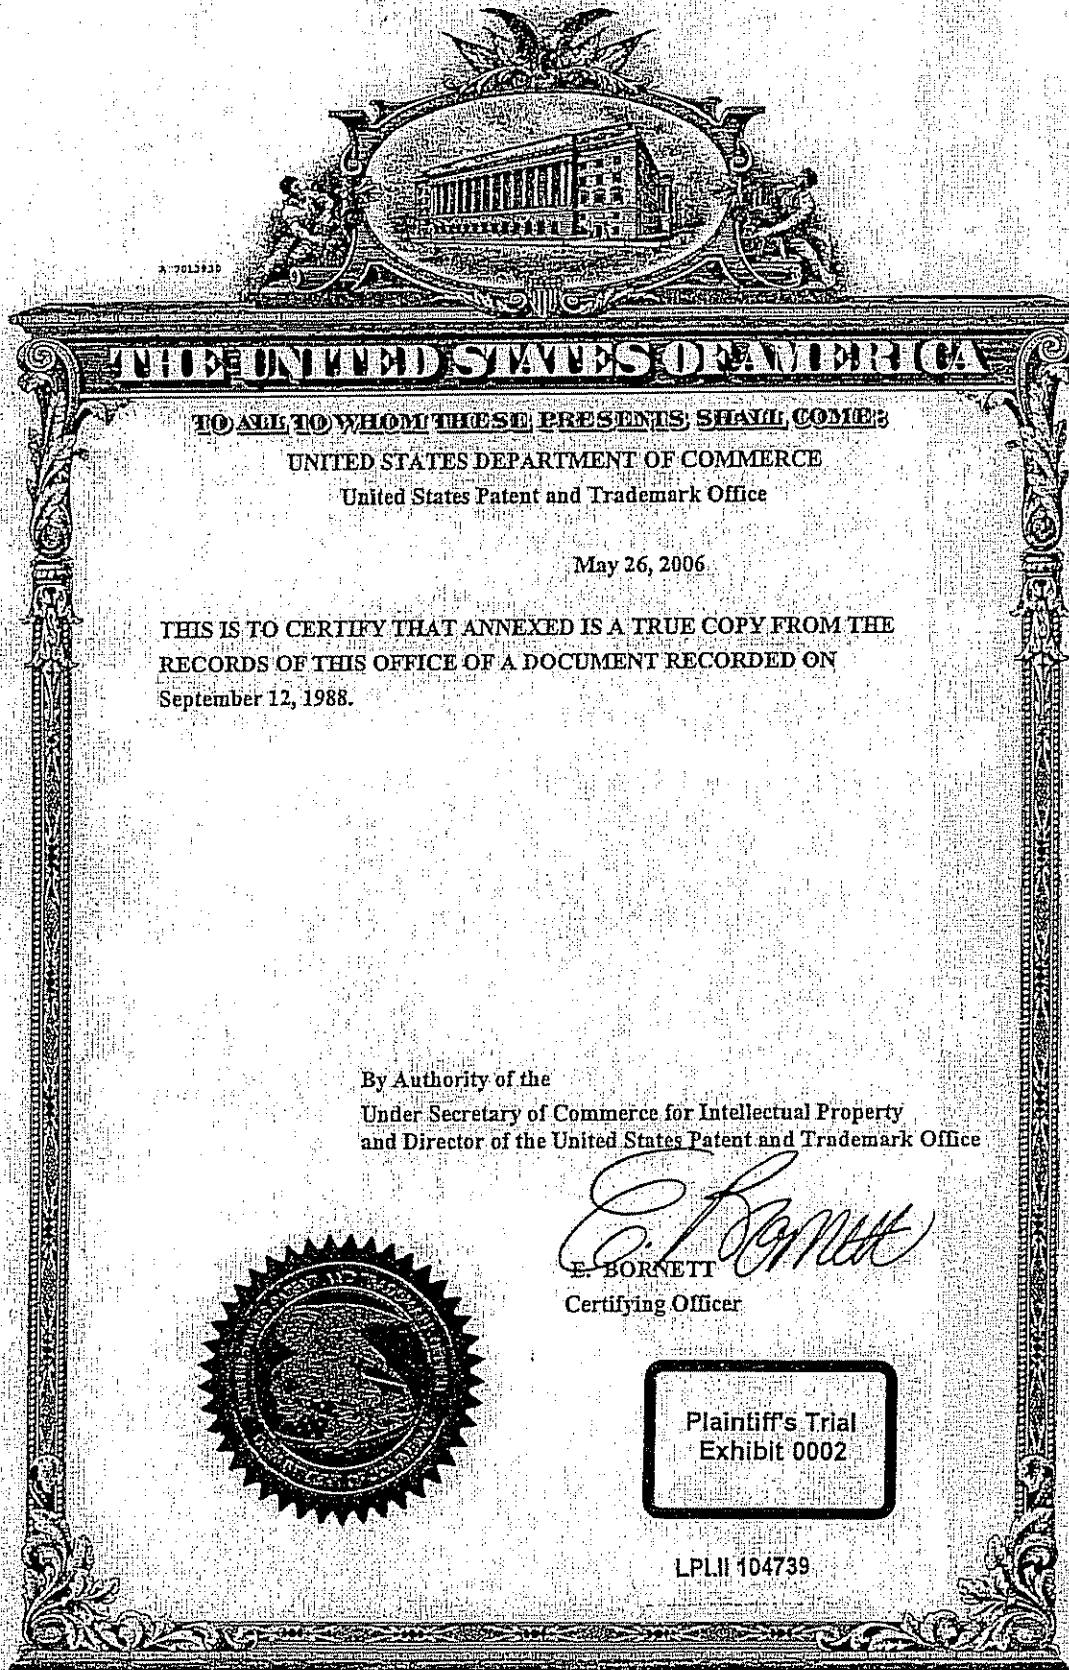 THE UNITED STATES OF AMERICA
TO ALL TO WHOM THESE PRESENTS SHALL COME:
UNITED STATES DEPARTMENT OF COMMERCE
United States Patent and Trademark Office
May 26, 2006
THIS IS TO CERTIFY THAT ANNEXED IS A TRUE COPY FROM THE
RECORDS OF THIS OFFICE OF A DOCUMENT RECORDED ON
September 12, 1988.
By Authority of the
Under Secretary of Commerce for Intellectual Property
and Director of the United States Patent and Trademark Office
E. Bornett
E. BORNETT
Certifying Officer
Plaintiff's Trial
Exhibit 0002
LPLII 104739